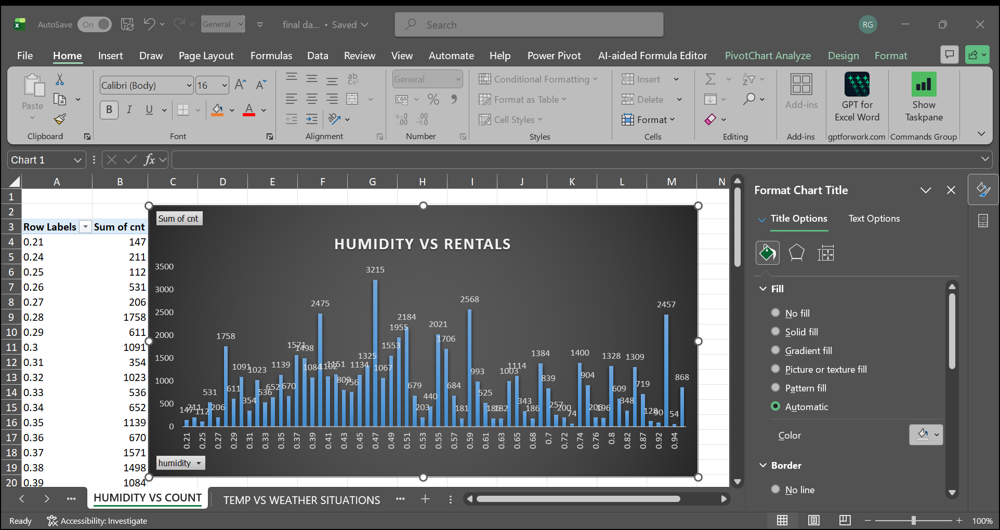 AutoSave On General final da... • Saved Search RG
File Home Insert Draw Page Layout Formulas Data Review View Automate Help Power Pivot AI-aided Formula Editor PivotChart Analyze Design Format
Paste
Clipboard
Calibri (Body) 16
B I U A
Font
ab
Alignment
General
%
Number
Conditional Formatting
Format as Table
Cell Styles
Styles
Insert
Delete
Format
Cells
Editing
Add-ins
Add-ins
GPT for
Excel Word
gptforwork.com
Show
Taskpane
Commands Group
Chart 1 fx
A B C D E F G H I J K L M N
1
2
3 Row Labels Sum of cnt
4 0.21 147
5 0.24 211
6 0.25 112
7 0.26 531
8 0.27 206
9 0.28 1758
10 0.29 611
11 0.3 1091
12 0.31 354
13 0.32 1023
14 0.33 536
15 0.34 652
16 0.35 1139
17 0.36 670
18 0.37 1571
19 0.38 1498
20 0.39 1084
Sum of cnt
HUMIDITY VS RENTALS
3500
3000
2500
2000
1500
1000
500
0
147 211 112 531 206 1758 611 1091 354 1023 536 652 1139 670 1571 1498 1084 2475 1102 1151 809 756 1134 1325 3215 1067 1553 1955 2184 679 203 440 2021 1706 684 181 2568 993 525 186 182 1003 1114 343 186 1384 839 257 200 74 1400 904 206 196 1328 609 348 1309 719 128 90 2457 54 868
0.21 0.25 0.27 0.29 0.31 0.33 0.35 0.37 0.39 0.41 0.43 0.45 0.47 0.49 0.51 0.53 0.55 0.57 0.59 0.61 0.63 0.65 0.68 0.7 0.72 0.74 0.76 0.8 0.82 0.87 0.92 0.94
humidity
Format Chart Title
Title Options Text Options
Fill
No fill
Solid fill
Gradient fill
Picture or texture fill
Pattern fill
Automatic
Color
Border
No line
HUMIDITY VS COUNT TEMP VS WEATHER SITUATIONS
Ready Accessibility: Investigate 100%